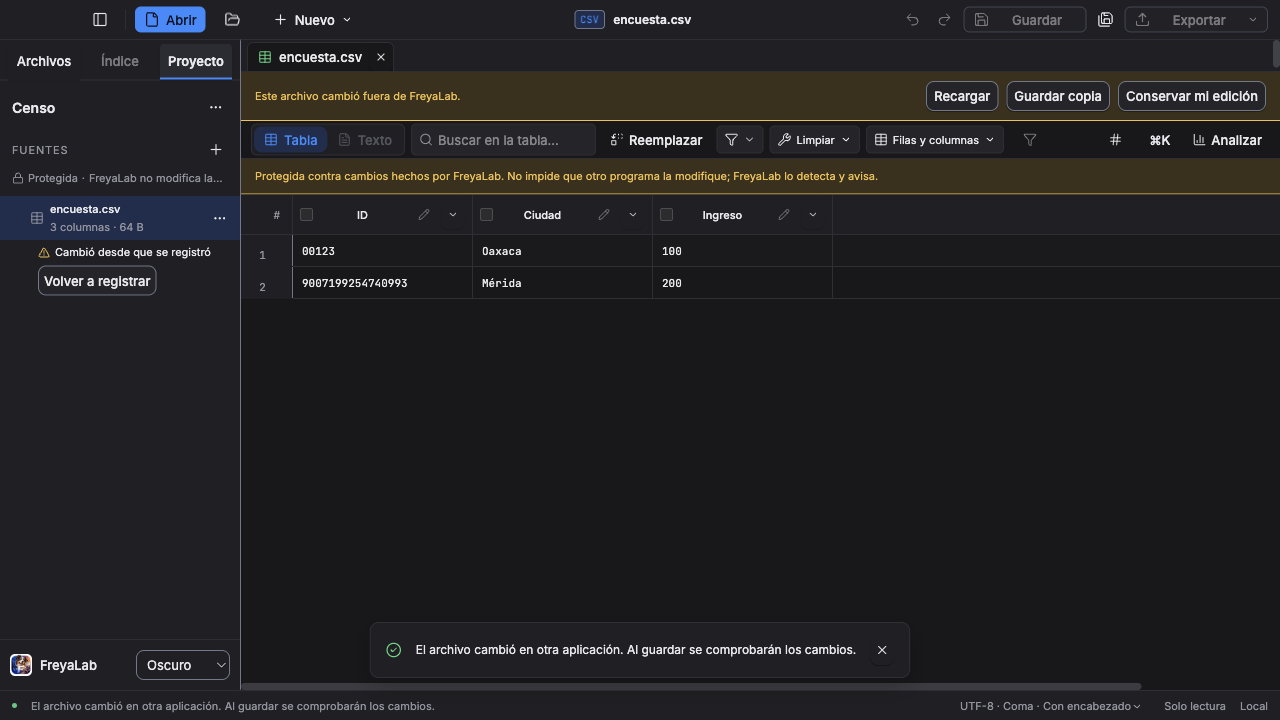 Abrir
Nuevo
CSV encuesta.csv
Guardar
Exportar
Archivos Índice Proyecto
encuesta.csv
Censo
Este archivo cambió fuera de FreyaLab.
Recargar Guardar copia Conservar mi edición
FUENTES
Tabla Texto Buscar en la tabla... Reemplazar Limpiar Filas y columnas # ⌘K Analizar
Protegida · FreyaLab no modifica la...
Protegida contra cambios hechos por FreyaLab. No impide que otro programa la modifique; FreyaLab lo detecta y avisa.
encuesta.csv
3 columnas · 64 B
Cambió desde que se registró
Volver a registrar
# ID Ciudad Ingreso
1 00123 Oaxaca 100
2 9007199254740993 Mérida 200
El archivo cambió en otra aplicación. Al guardar se comprobarán los cambios.
FreyaLab Oscuro
El archivo cambió en otra aplicación. Al guardar se comprobarán los cambios.
UTF-8 · Coma · Con encabezado Solo lectura Local